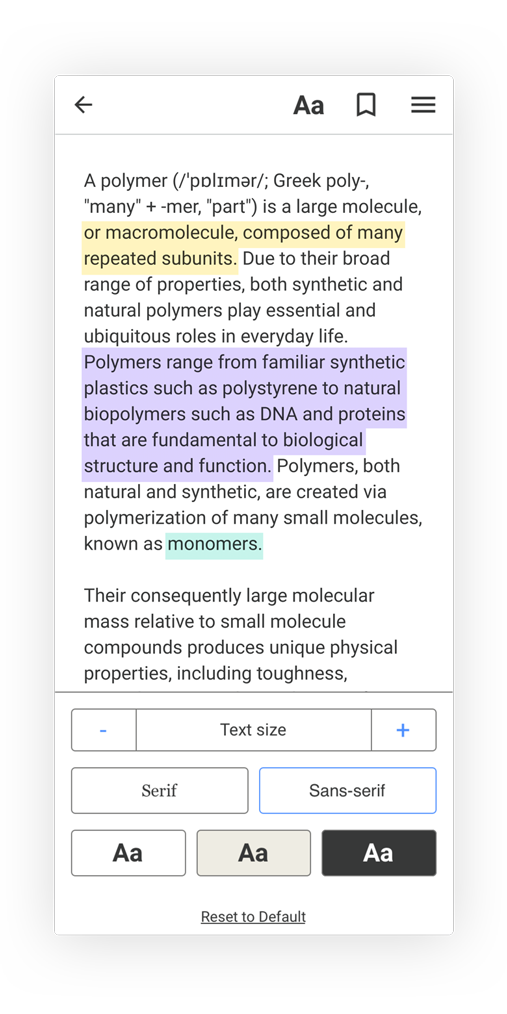 Aa
A polymer (/ˈpɒlɪmər/; Greek poly-,
"many" + -mer, "part") is a large molecule,
or macromolecule, composed of many
repeated subunits. Due to their broad
range of properties, both synthetic and
natural polymers play essential and
ubiquitous roles in everyday life.
Polymers range from familiar synthetic
plastics such as polystyrene to natural
biopolymers such as DNA and proteins
that are fundamental to biological
structure and function. Polymers, both
natural and synthetic, are created via
polymerization of many small molecules,
known as monomers.
Their consequently large molecular
mass relative to small molecule
compounds produces unique physical
properties, including toughness,
- Text size +
Serif Sans-serif
Aa Aa Aa
Reset to Default